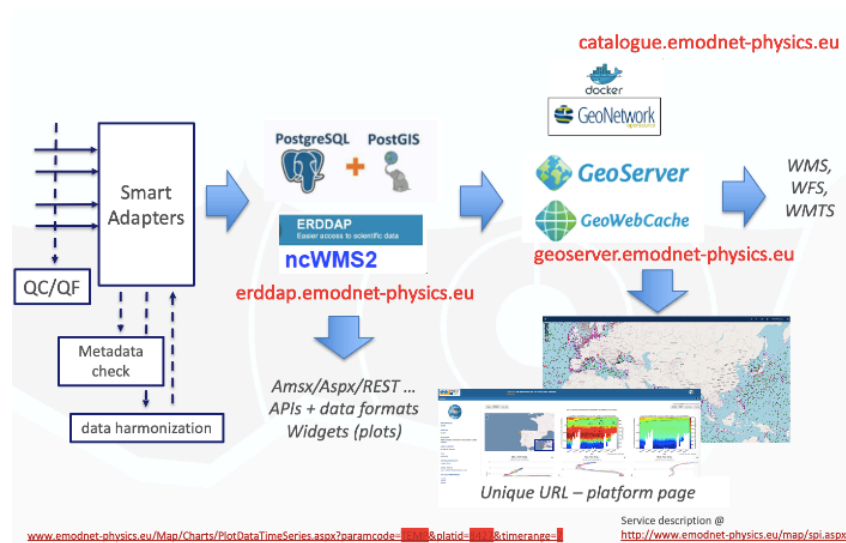 catalogue.emodnet-physics.eu
docker
GeoNetwork
opensource
PostgreSQL PostGIS
+
Smart
Adapters
GeoServer
GeoWebCache
WMS,
WFS,
WMTS
ERDDAP
Easier access to scientific data
ncWMS2
geoserver.emodnet-physics.eu
QC/QF
erddap.emodnet-physics.eu
Metadata
check
data harmonization
Amsx/Aspx/REST ...
APIs + data formats
Widgets (plots)
Unique URL – platform page
Service description @
www.emodnet-physics.eu/Map/Charts/PlotDataTimeSeries.aspx?paramcode=TEMP&platid=8427&timerange=
http://www.emodnet-physics.eu/map/spi.aspx